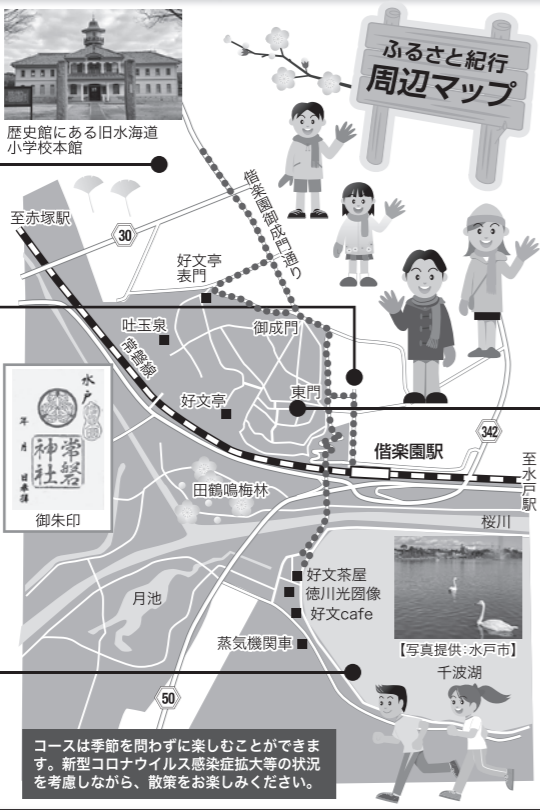 ふるさと紀行
周辺マップ
歴史館にある旧水海道
小学校本館
至赤塚駅
30
偕楽園御成門通り
好文亭
表門
吐玉泉
常磐線
御成門
好文亭
東門
342
偕楽園駅
至水戸駅
水戸
常磐
神社
年 月 日参拝
御朱印
田鶴鳴梅林
桜川
月池
好文茶屋
徳川光圀像
好文cafe
蒸気機関車
【写真提供:水戸市】
千波湖
50
コースは季節を問わずに楽しむことができま
す。新型コロナウイルス感染症拡大等の状況
を考慮しながら、散策をお楽しみください。